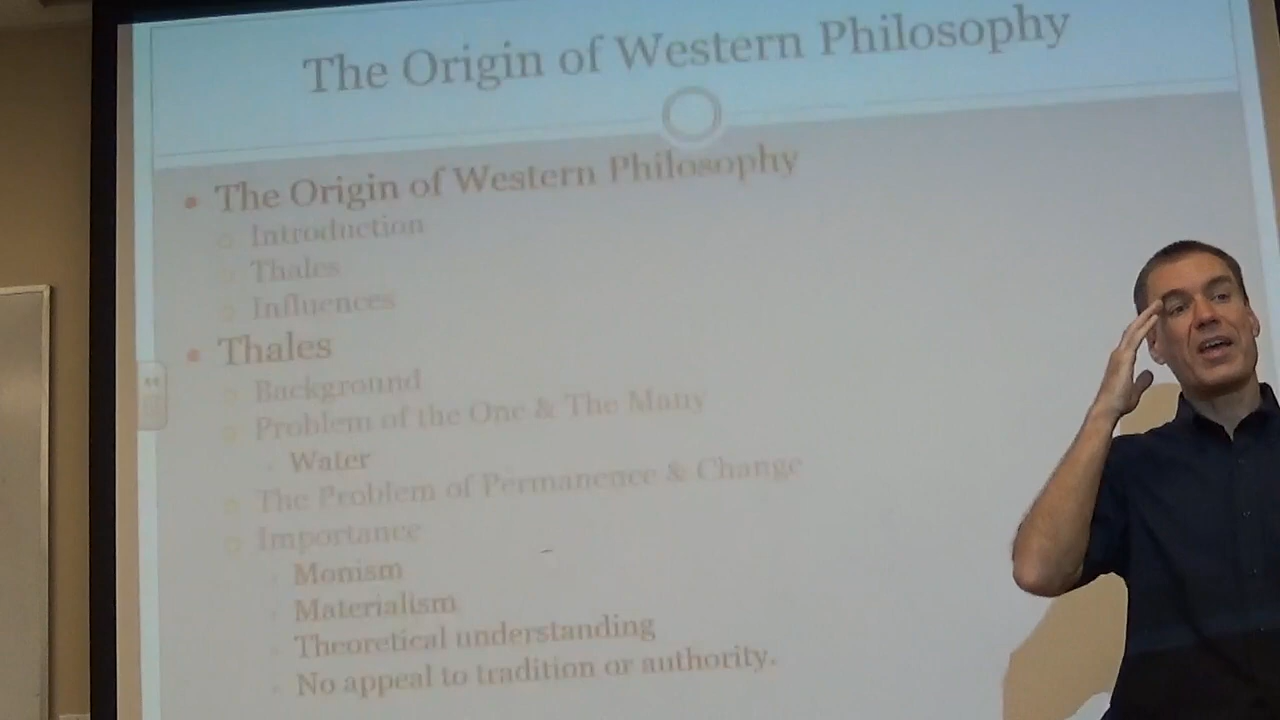 The Origin of Western Philosophy
The Origin of Western Philosophy
Introduction
Thales
Influences
Thales
Background
Problem of the One & The Many
Water
The Problem of Permanence & Change
Importance
Monism
Materialism
Theoretical understanding
No appeal to tradition or authority.